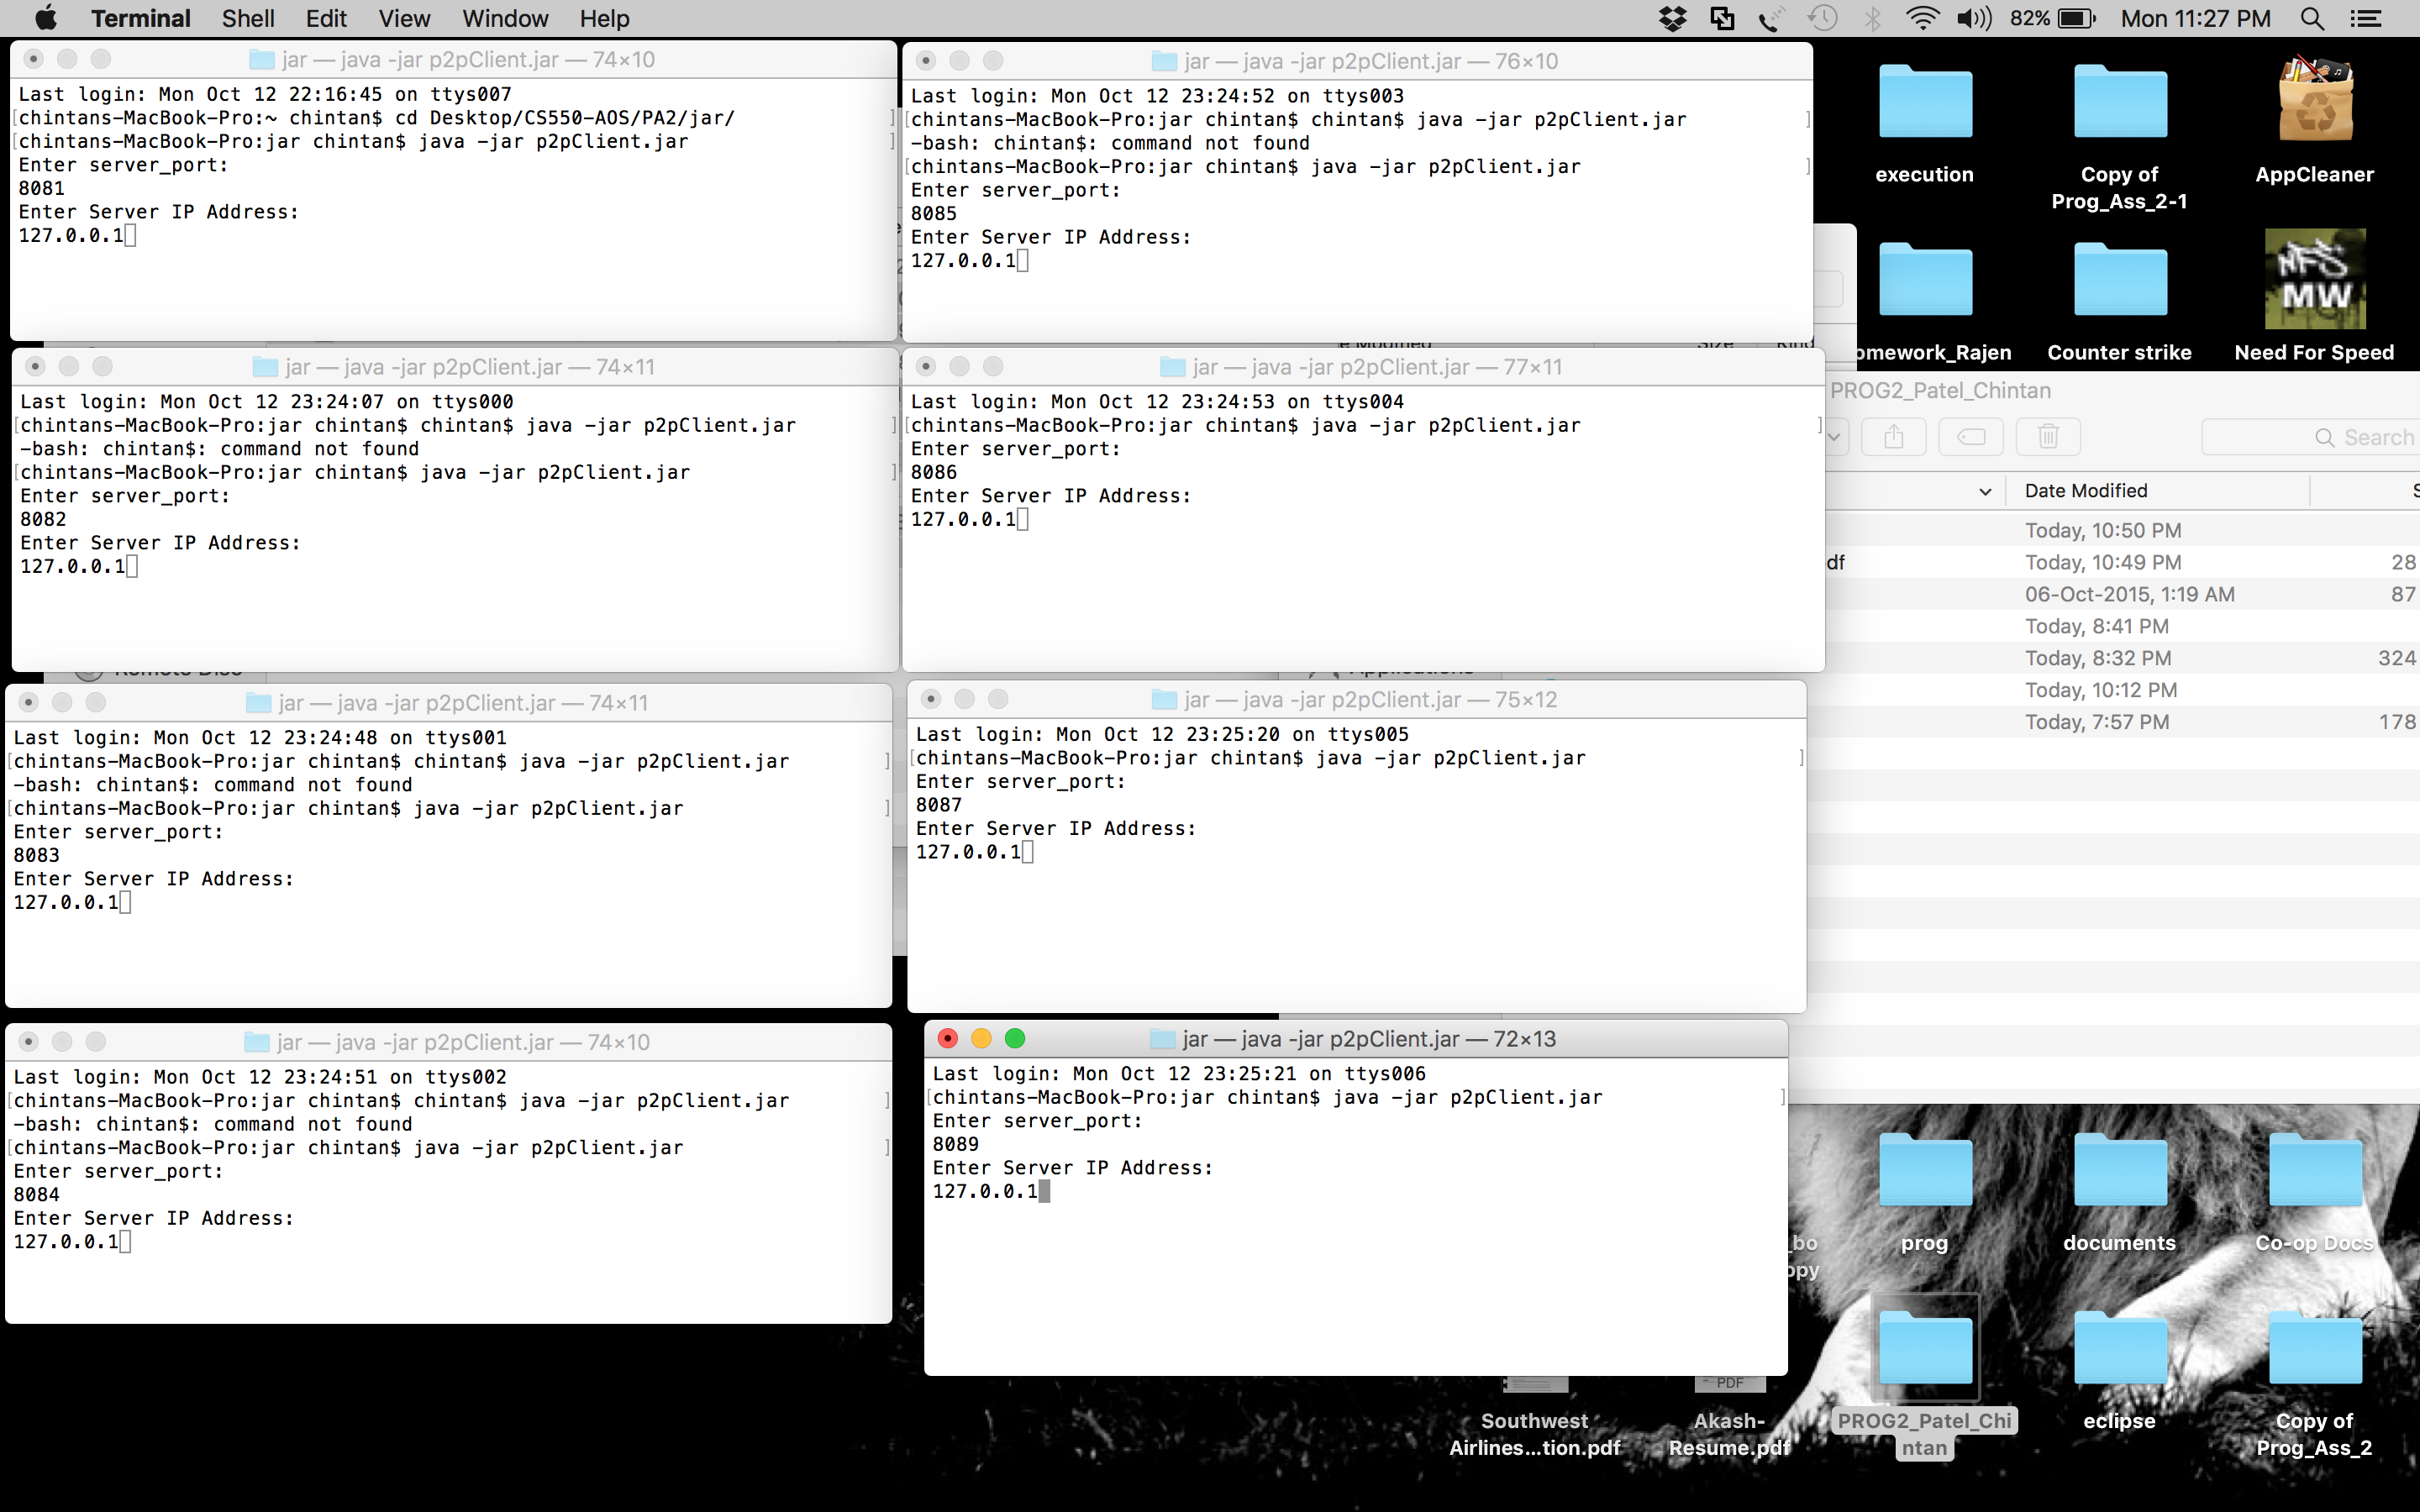 Terminal Shell Edit View Window Help
82% Mon 11:27 PM
jar — java -jar p2pClient.jar — 74×10
Last login: Mon Oct 12 22:16:45 on ttys007
[chintans-MacBook-Pro:~ chintan$ cd Desktop/CS550-AOS/PA2/jar/ ]
[chintans-MacBook-Pro:jar chintan$ java -jar p2pClient.jar ]
Enter server_port:
8081
Enter Server IP Address:
127.0.0.1
jar — java -jar p2pClient.jar — 74×11
Last login: Mon Oct 12 23:24:07 on ttys000
[chintans-MacBook-Pro:jar chintan$ chintan$ java -jar p2pClient.jar ]
-bash: chintan$: command not found
[chintans-MacBook-Pro:jar chintan$ java -jar p2pClient.jar ]
Enter server_port:
8082
Enter Server IP Address:
127.0.0.1
jar — java -jar p2pClient.jar — 74×11
Last login: Mon Oct 12 23:24:48 on ttys001
[chintans-MacBook-Pro:jar chintan$ chintan$ java -jar p2pClient.jar ]
-bash: chintan$: command not found
[chintans-MacBook-Pro:jar chintan$ java -jar p2pClient.jar ]
Enter server_port:
8083
Enter Server IP Address:
127.0.0.1
jar — java -jar p2pClient.jar — 74×10
Last login: Mon Oct 12 23:24:51 on ttys002
[chintans-MacBook-Pro:jar chintan$ chintan$ java -jar p2pClient.jar ]
-bash: chintan$: command not found
[chintans-MacBook-Pro:jar chintan$ java -jar p2pClient.jar ]
Enter server_port:
8084
Enter Server IP Address:
127.0.0.1
jar — java -jar p2pClient.jar — 76×10
Last login: Mon Oct 12 23:24:52 on ttys003
[chintans-MacBook-Pro:jar chintan$ chintan$ java -jar p2pClient.jar ]
-bash: chintan$: command not found
[chintans-MacBook-Pro:jar chintan$ java -jar p2pClient.jar ]
Enter server_port:
8085
Enter Server IP Address:
127.0.0.1
jar — java -jar p2pClient.jar — 77×11
Last login: Mon Oct 12 23:24:53 on ttys004
[chintans-MacBook-Pro:jar chintan$ java -jar p2pClient.jar ]
Enter server_port:
8086
Enter Server IP Address:
127.0.0.1
jar — java -jar p2pClient.jar — 75×12
Last login: Mon Oct 12 23:25:20 on ttys005
[chintans-MacBook-Pro:jar chintan$ java -jar p2pClient.jar ]
Enter server_port:
8087
Enter Server IP Address:
127.0.0.1
jar — java -jar p2pClient.jar — 72×13
Last login: Mon Oct 12 23:25:21 on ttys006
[chintans-MacBook-Pro:jar chintan$ java -jar p2pClient.jar ]
Enter server_port:
8089
Enter Server IP Address:
127.0.0.1
execution
Copy of
Prog_Ass_2-1
AppCleaner
NFS
MW
omework_Rajen
Counter strike
Need For Speed
PROG2_Patel_Chintan
Search
Date Modified
Today, 10:50 PM
df Today, 10:49 PM 28
06-Oct-2015, 1:19 AM 87
Today, 8:41 PM
Today, 8:32 PM 324
Today, 10:12 PM
Today, 7:57 PM 178
_bo
opy
prog
documents
Co-op Docs
PDF
Southwest
Airlines...tion.pdf
Akash-
Resume.pdf
PROG2_Patel_Chi
ntan
eclipse
Copy of
Prog_Ass_2